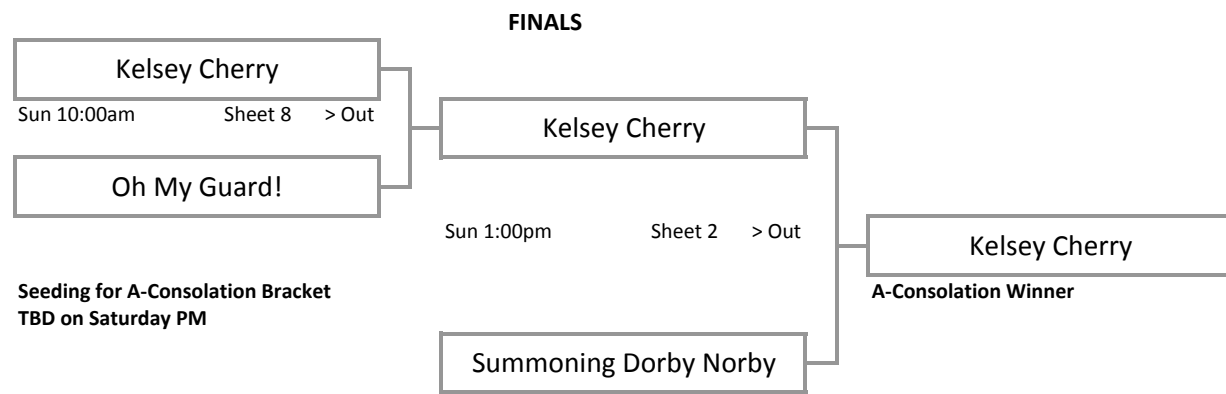 FINALS
Kelsey Cherry
Sun 10:00am Sheet 8 > Out
Kelsey Cherry
Oh My Guard!
Sun 1:00pm Sheet 2 > Out
Kelsey Cherry
Seeding for A-Consolation Bracket
TBD on Saturday PM
A-Consolation Winner
Summoning Dorby Norby